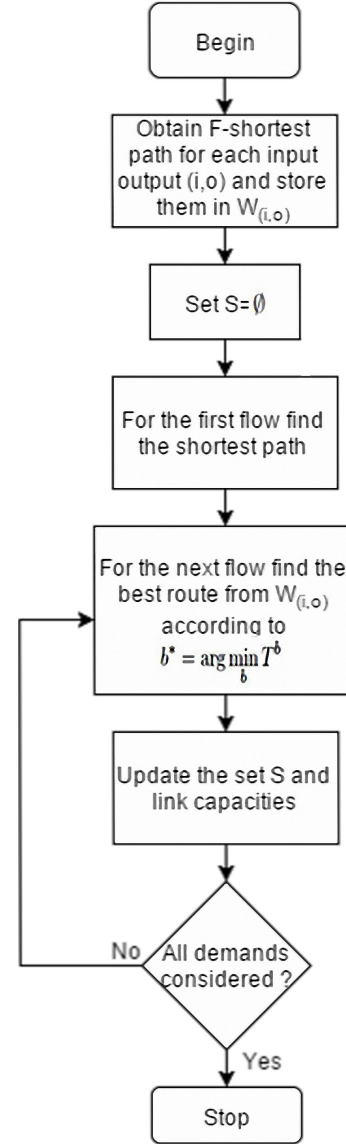 Begin
Obtain F-shortest
path for each input
output (i,o) and store
them in W(i,o)
Set S=∅
For the first flow find
the shortest path
For the next flow find the
best route from W(i,o)
according to
b* = arg min T^b
b
Update the set S and
link capacities
No
All demands
considered ?
Yes
Stop